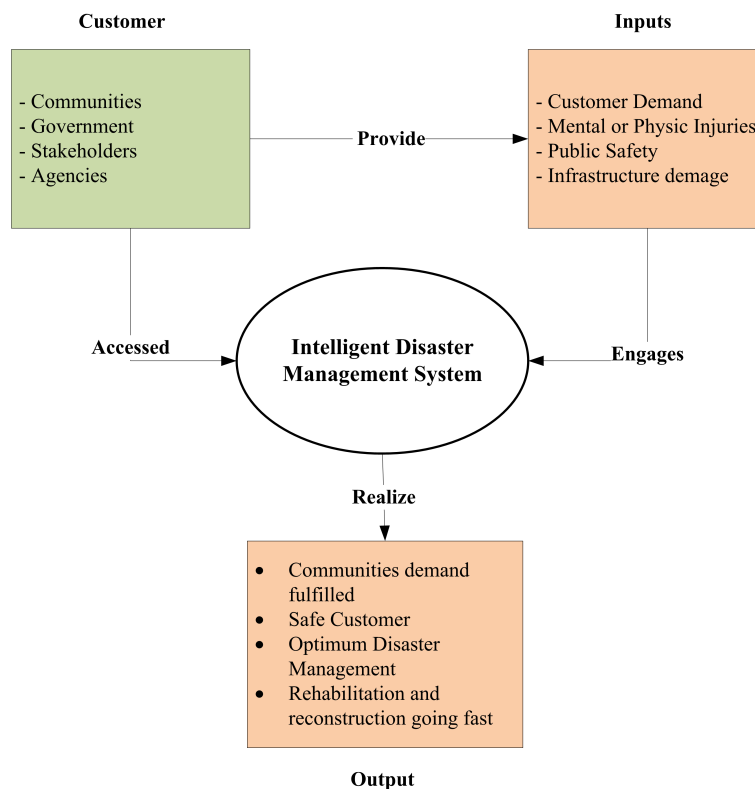 Customer
Inputs
- Communities
- Government
- Stakeholders
- Agencies
Provide
- Customer Demand
- Mental or Physic Injuries
- Public Safety
- Infrastructure demage
Accessed
Intelligent Disaster
Management System
Engages
Realize
• Communities demand
fulfilled
• Safe Customer
• Optimum Disaster
Management
• Rehabilitation and
reconstruction going fast
Output